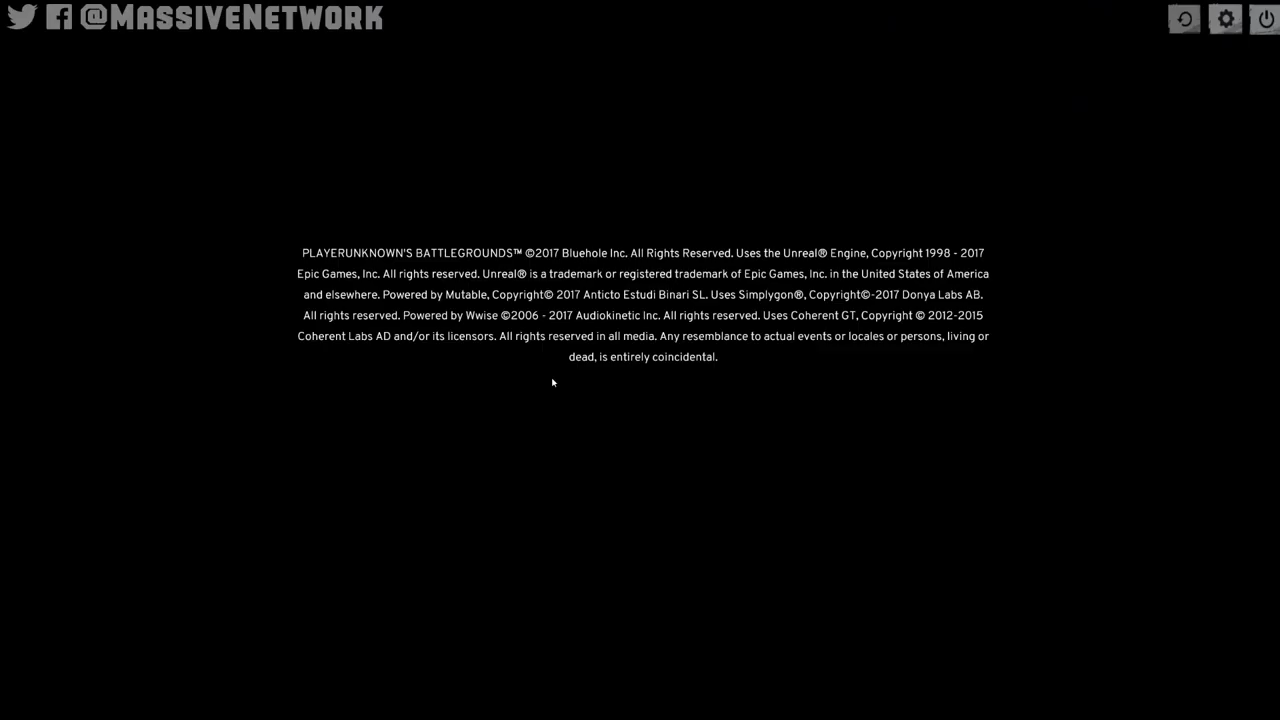 @MASSIVENETWORK
PLAYERUNKNOWN'S BATTLEGROUNDS™ ©2017 Bluehole Inc. All Rights Reserved. Uses the Unreal® Engine, Copyright 1998 - 2017
Epic Games, Inc. All rights reserved. Unreal® is a trademark or registered trademark of Epic Games, Inc. in the United States of America
and elsewhere. Powered by Mutable, Copyright© 2017 Anticto Estudi Binari SL. Uses Simplygon®, Copyright©-2017 Donya Labs AB.
All rights reserved. Powered by Wwise ©2006 - 2017 Audiokinetic Inc. All rights reserved. Uses Coherent GT, Copyright © 2012-2015
Coherent Labs AD and/or its licensors. All rights reserved in all media. Any resemblance to actual events or locales or persons, living or
dead, is entirely coincidental.